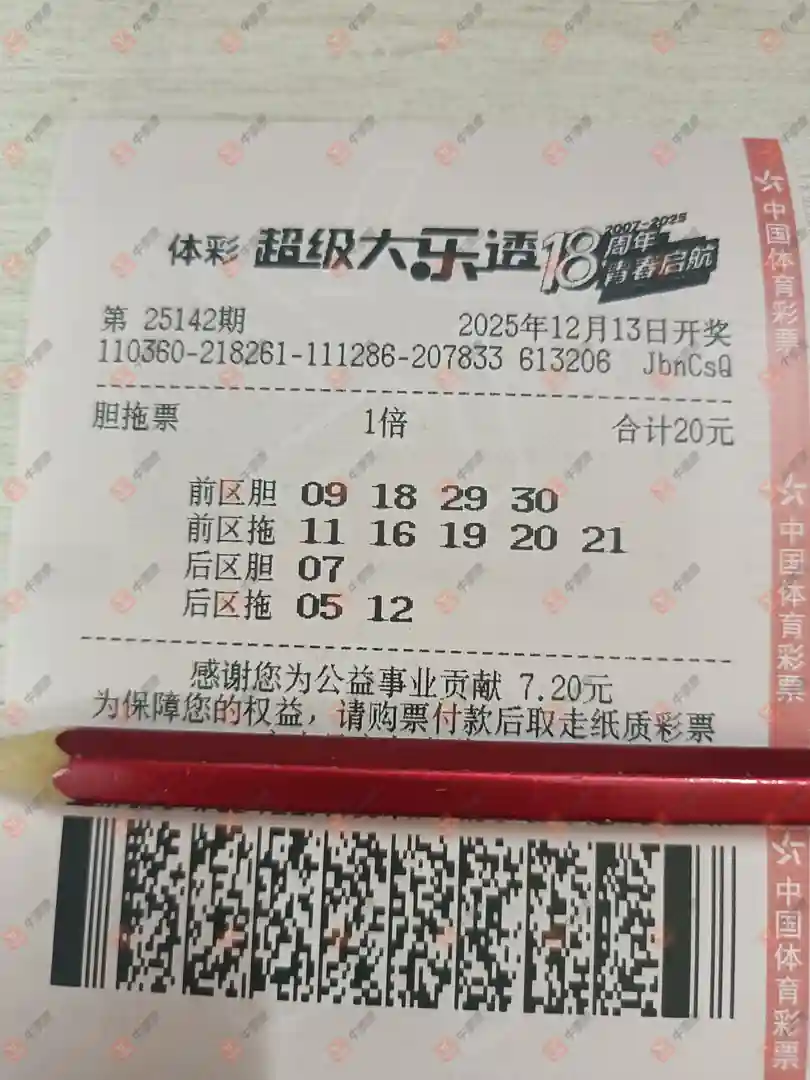 体彩 超级大乐透 18周年 2007-2025 青春启航
第 25142期 2025年12月13日开奖
110360-218261-111286-207833 613206 JbnCsQ
胆拖票 1倍 合计20元
前区胆 09 18 29 30
前区拖 11 16 19 20 21
后区胆 07
后区拖 05 12
感谢您为公益事业贡献 7.20元
为保障您的权益，请购票付款后取走纸质彩票
中国体育彩票
中国体育彩票
中国体育彩票